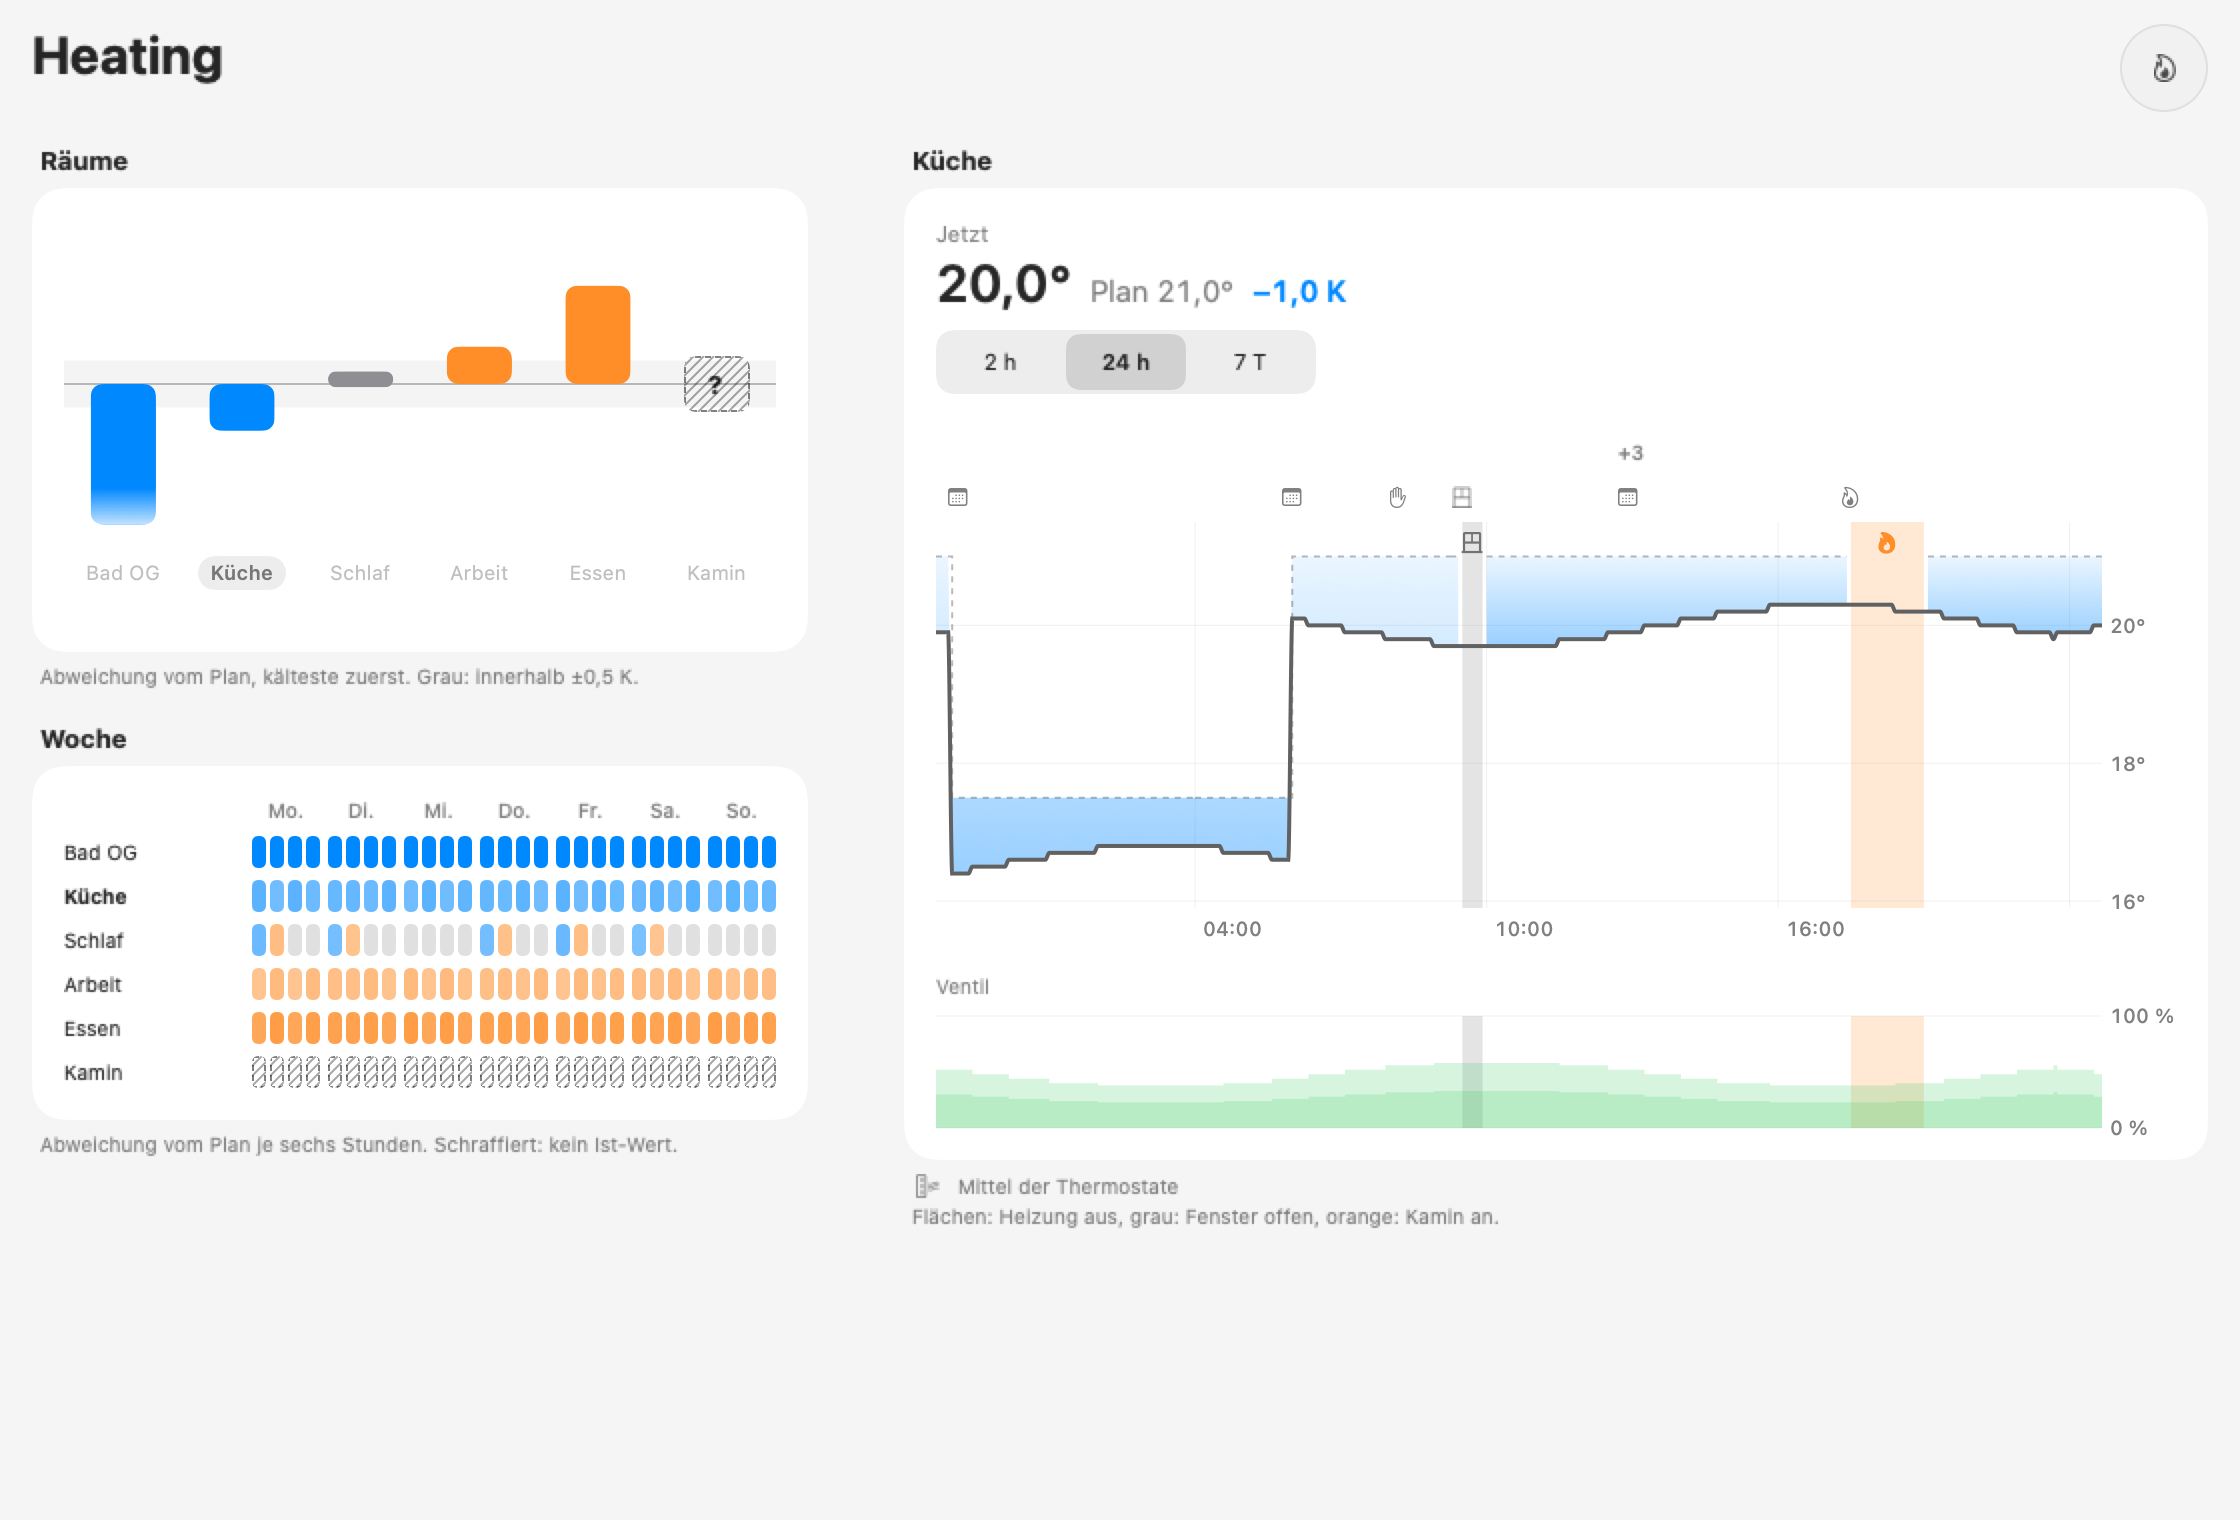 Heating
Räume
?
Bad OG Küche Schlaf Arbeit Essen Kamin
Abweichung vom Plan, kälteste zuerst. Grau: innerhalb ±0,5 K.
Woche
Mo. Di. Mi. Do. Fr. Sa. So.
Bad OG
Küche
Schlaf
Arbeit
Essen
Kamin
Abweichung vom Plan je sechs Stunden. Schraffiert: kein Ist-Wert.
Küche
Jetzt
20,0° Plan 21,0° −1,0 K
2 h 24 h 7 T
+3
20°
18°
16°
04:00 10:00 16:00
Ventil
100 %
0 %
Mittel der Thermostate
Flächen: Heizung aus, grau: Fenster offen, orange: Kamin an.